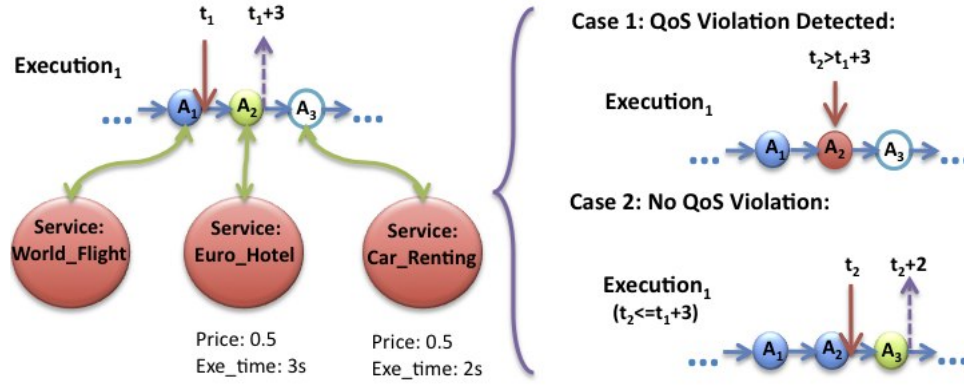 t₁ t₁+3
Execution₁
... A₁ A₂ A₃ ...
Service:
World_Flight
Service:
Euro_Hotel
Service:
Car_Renting
Price: 0.5
Exe_time: 3s
Price: 0.5
Exe_time: 2s
Case 1: QoS Violation Detected:
t₂>t₁+3
Execution₁
... A₁ A₂ A₃ ...
Case 2: No QoS Violation:
t₂ t₂+2
Execution₁
(t₂<=t₁+3)
... A₁ A₂ A₃ ...